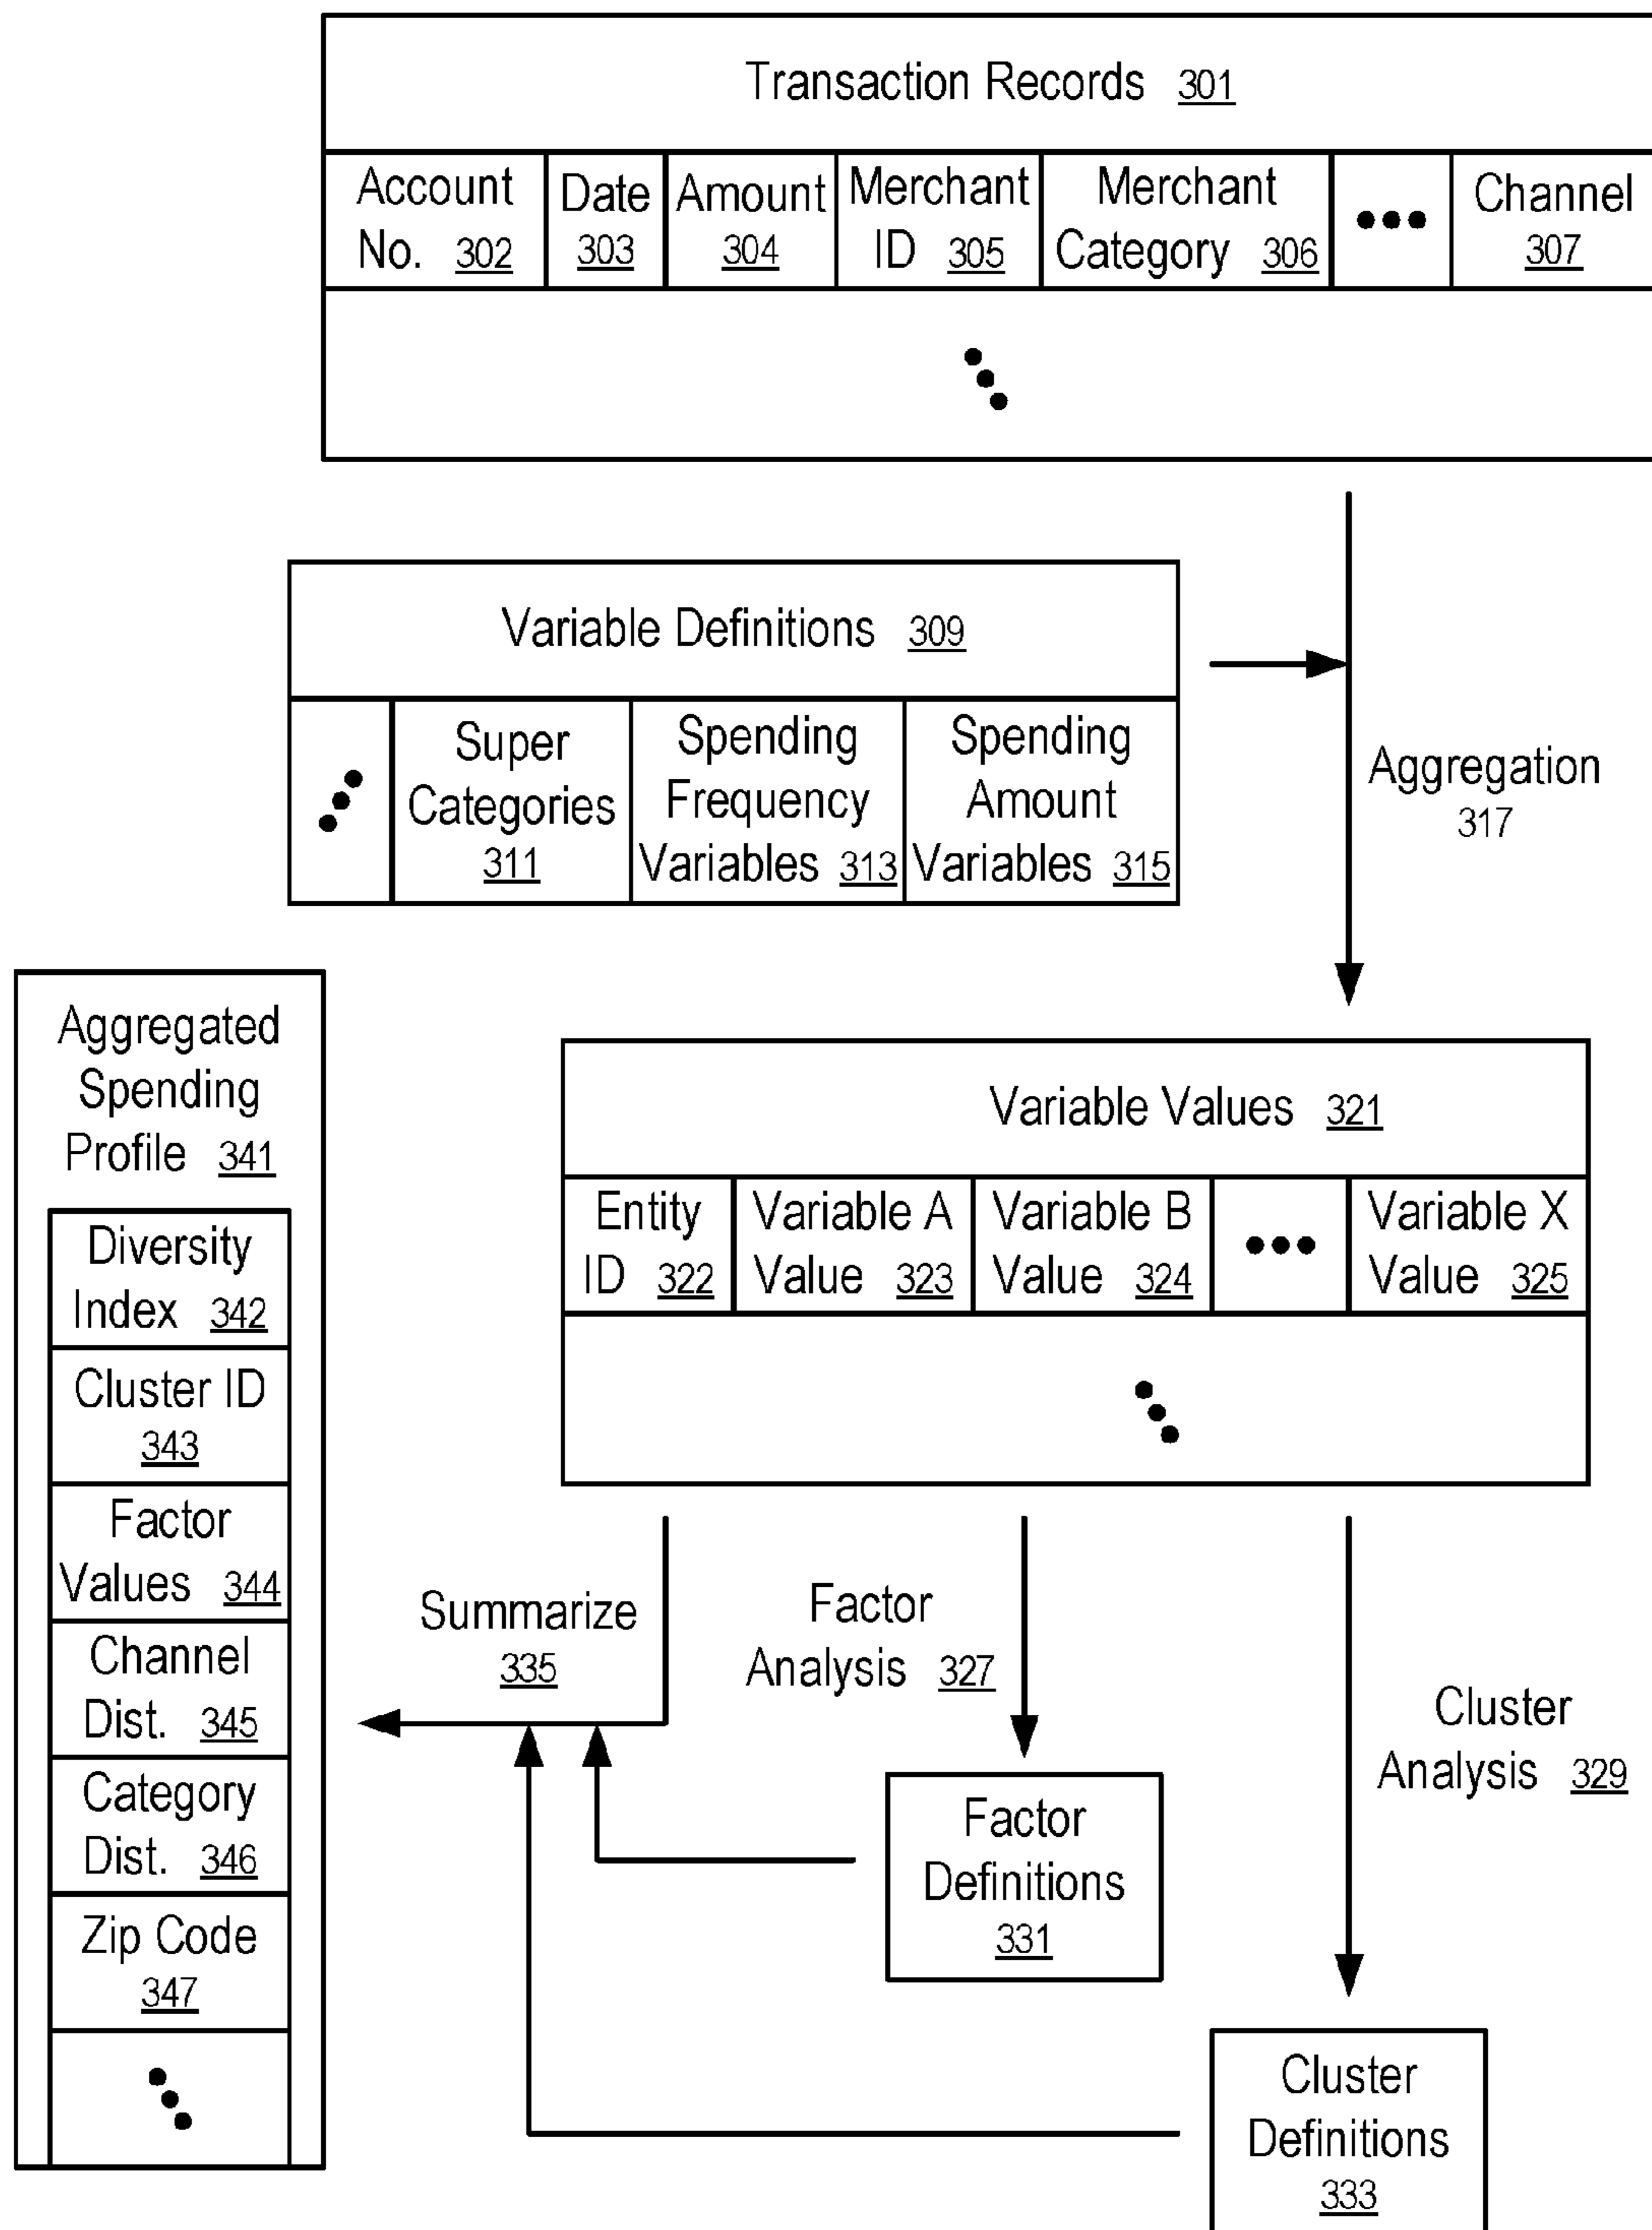 Transaction Records 301
Account
No. 302
Date
303
Amount
304
Merchant
ID 305
Merchant
Category 306
Channel
307
Variable Definitions 309
Super
Categories
311
Spending
Frequency
Variables 313
Spending
Amount
Variables 315
Aggregation
317
Aggregated
Spending
Profile 341
Diversity
Index 342
Cluster ID
343
Factor
Values 344
Channel
Dist. 345
Category
Dist. 346
Zip Code
347
Variable Values 321
Entity
ID 322
Variable A
Value 323
Variable B
Value 324
Variable X
Value 325
Summarize
335
Factor
Analysis 327
Cluster
Analysis 329
Factor
Definitions
331
Cluster
Definitions
333